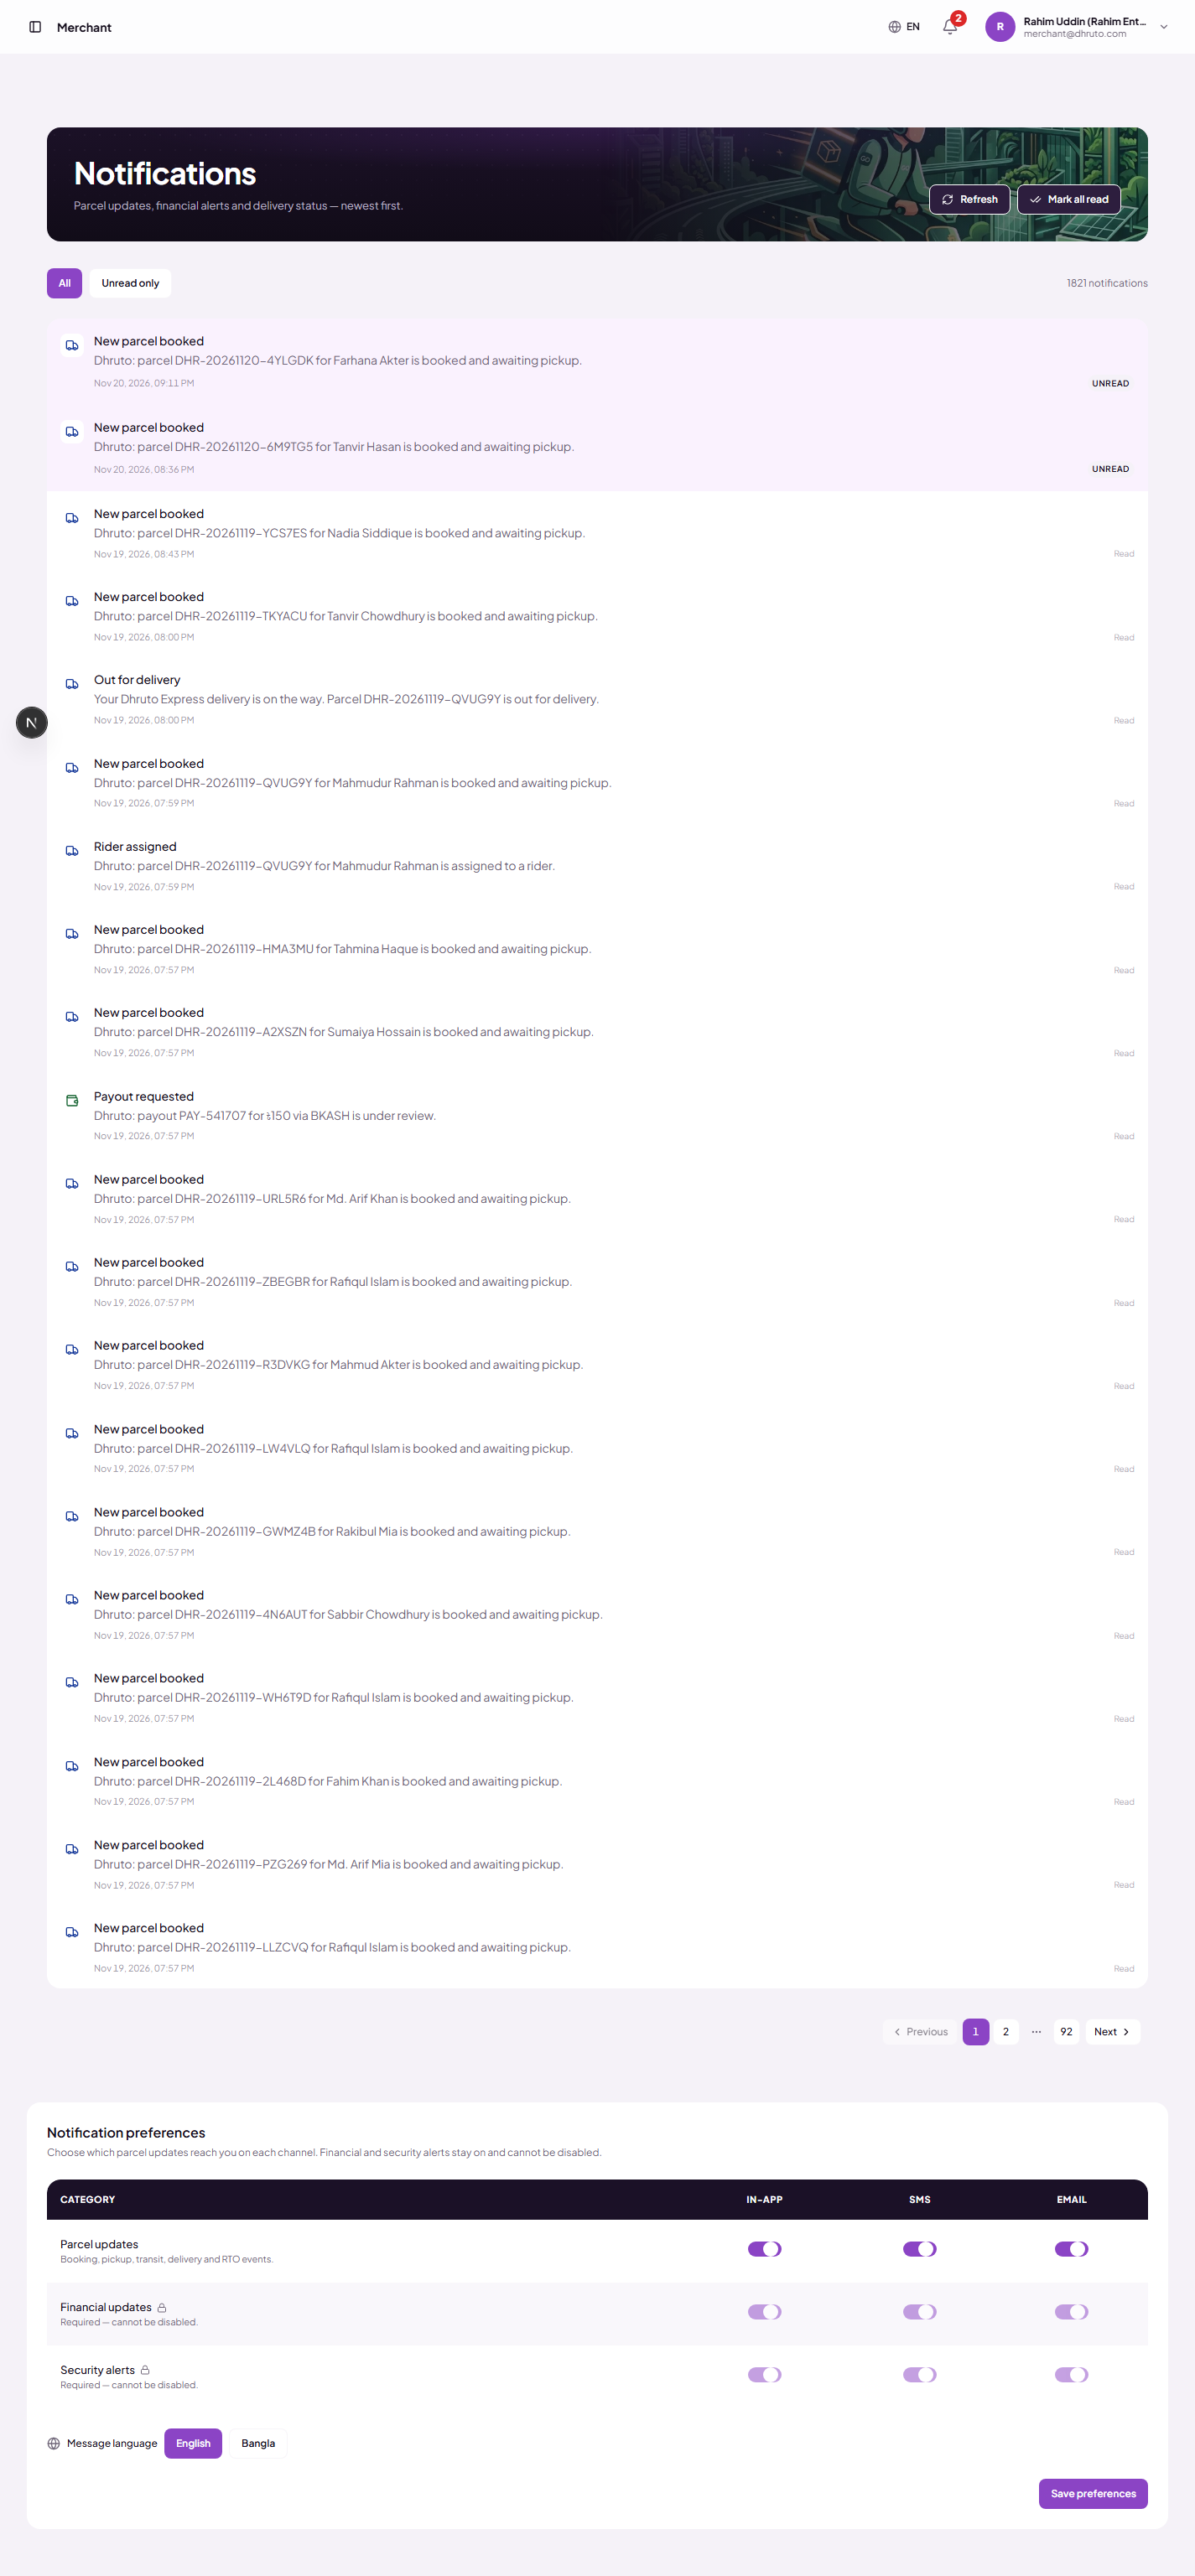 Merchant
EN
2
R
Rahim Uddin (Rahim Ent...
merchant@dhruto.com
Notifications
Parcel updates, financial alerts and delivery status — newest first.
GO
Refresh
Mark all read
All
Unread only
1821 notifications
New parcel booked
Dhruto: parcel DHR-20261120-4YLGDK for Farhana Akter is booked and awaiting pickup.
Nov 20, 2026, 09:11 PM
UNREAD
New parcel booked
Dhruto: parcel DHR-20261120-6M9TG5 for Tanvir Hasan is booked and awaiting pickup.
Nov 20, 2026, 08:36 PM
UNREAD
New parcel booked
Dhruto: parcel DHR-20261119-YCS7ES for Nadia Siddique is booked and awaiting pickup.
Nov 19, 2026, 08:43 PM
Read
New parcel booked
Dhruto: parcel DHR-20261119-TKYACU for Tanvir Chowdhury is booked and awaiting pickup.
Nov 19, 2026, 08:00 PM
Read
Out for delivery
Your Dhruto Express delivery is on the way. Parcel DHR-20261119-QVUG9Y is out for delivery.
Nov 19, 2026, 08:00 PM
Read
N
New parcel booked
Dhruto: parcel DHR-20261119-QVUG9Y for Mahmudur Rahman is booked and awaiting pickup.
Nov 19, 2026, 07:59 PM
Read
Rider assigned
Dhruto: parcel DHR-20261119-QVUG9Y for Mahmudur Rahman is assigned to a rider.
Nov 19, 2026, 07:59 PM
Read
New parcel booked
Dhruto: parcel DHR-20261119-HMA3MU for Tahmina Haque is booked and awaiting pickup.
Nov 19, 2026, 07:57 PM
Read
New parcel booked
Dhruto: parcel DHR-20261119-A2XSZN for Sumaiya Hossain is booked and awaiting pickup.
Nov 19, 2026, 07:57 PM
Read
Payout requested
Dhruto: payout PAY-541707 for ৳150 via BKASH is under review.
Nov 19, 2026, 07:57 PM
Read
New parcel booked
Dhruto: parcel DHR-20261119-URL5R6 for Md. Arif Khan is booked and awaiting pickup.
Nov 19, 2026, 07:57 PM
Read
New parcel booked
Dhruto: parcel DHR-20261119-ZBEGBR for Rafiqul Islam is booked and awaiting pickup.
Nov 19, 2026, 07:57 PM
Read
New parcel booked
Dhruto: parcel DHR-20261119-R3DVKG for Mahmud Akter is booked and awaiting pickup.
Nov 19, 2026, 07:57 PM
Read
New parcel booked
Dhruto: parcel DHR-20261119-LW4VLQ for Rafiqul Islam is booked and awaiting pickup.
Nov 19, 2026, 07:57 PM
Read
New parcel booked
Dhruto: parcel DHR-20261119-GWMZ4B for Rakibul Mia is booked and awaiting pickup.
Nov 19, 2026, 07:57 PM
Read
New parcel booked
Dhruto: parcel DHR-20261119-4N6AUT for Sabbir Chowdhury is booked and awaiting pickup.
Nov 19, 2026, 07:57 PM
Read
New parcel booked
Dhruto: parcel DHR-20261119-WH6T9D for Rafiqul Islam is booked and awaiting pickup.
Nov 19, 2026, 07:57 PM
Read
New parcel booked
Dhruto: parcel DHR-20261119-2L468D for Fahim Khan is booked and awaiting pickup.
Nov 19, 2026, 07:57 PM
Read
New parcel booked
Dhruto: parcel DHR-20261119-PZG269 for Md. Arif Mia is booked and awaiting pickup.
Nov 19, 2026, 07:57 PM
Read
New parcel booked
Dhruto: parcel DHR-20261119-LLZCVQ for Rafiqul Islam is booked and awaiting pickup.
Nov 19, 2026, 07:57 PM
Read
Previous 1 2 ... 92 Next
Notification preferences
Choose which parcel updates reach you on each channel. Financial and security alerts stay on and cannot be disabled.
CATEGORY IN-APP SMS EMAIL
Parcel updates
Booking, pickup, transit, delivery and RTO events.
Financial updates
Required — cannot be disabled.
Security alerts
Required — cannot be disabled.
Message language English Bangla
Save preferences